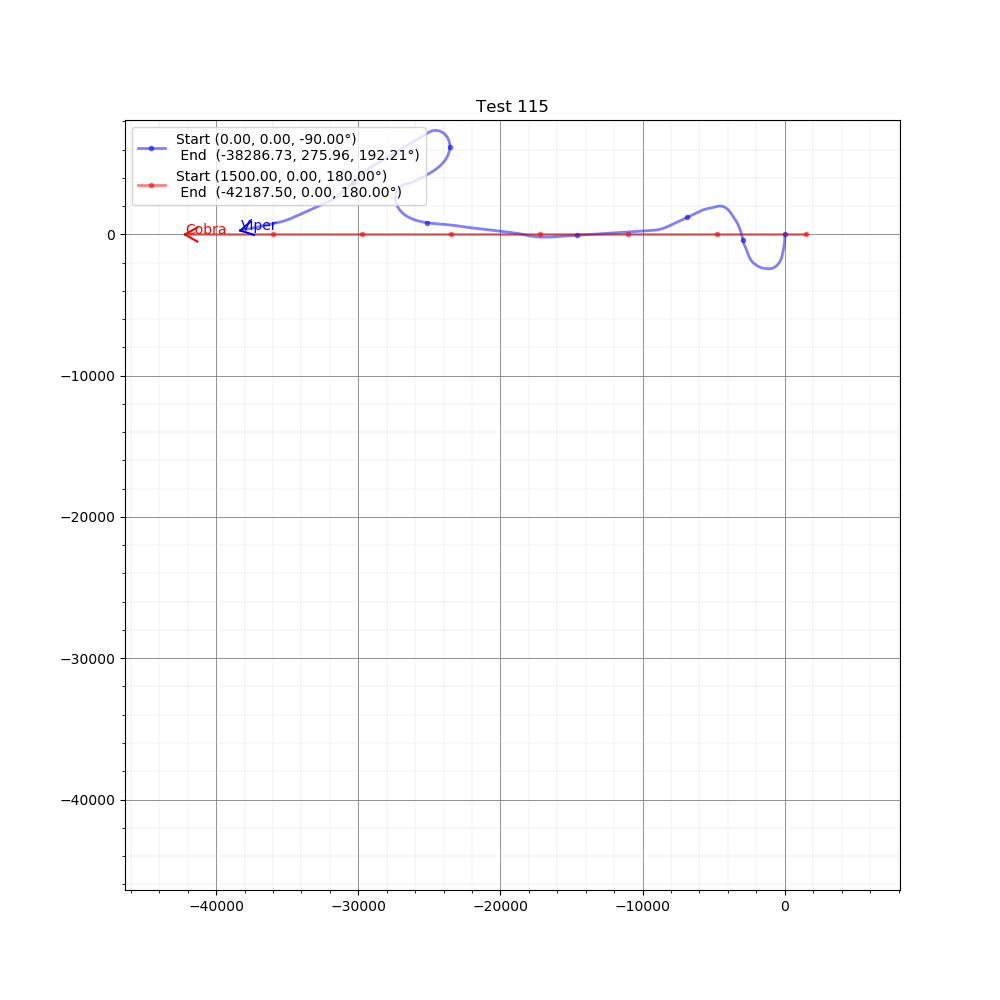 Test 115
Start (0.00, 0.00, -90.00°)
End (-38286.73, 275.96, 192.21°)
Start (1500.00, 0.00, 180.00°)
End (-42187.50, 0.00, 180.00°)
Cobra
Viper
0
−10000
−20000
−30000
−40000
−40000
−30000
−20000
−10000
0